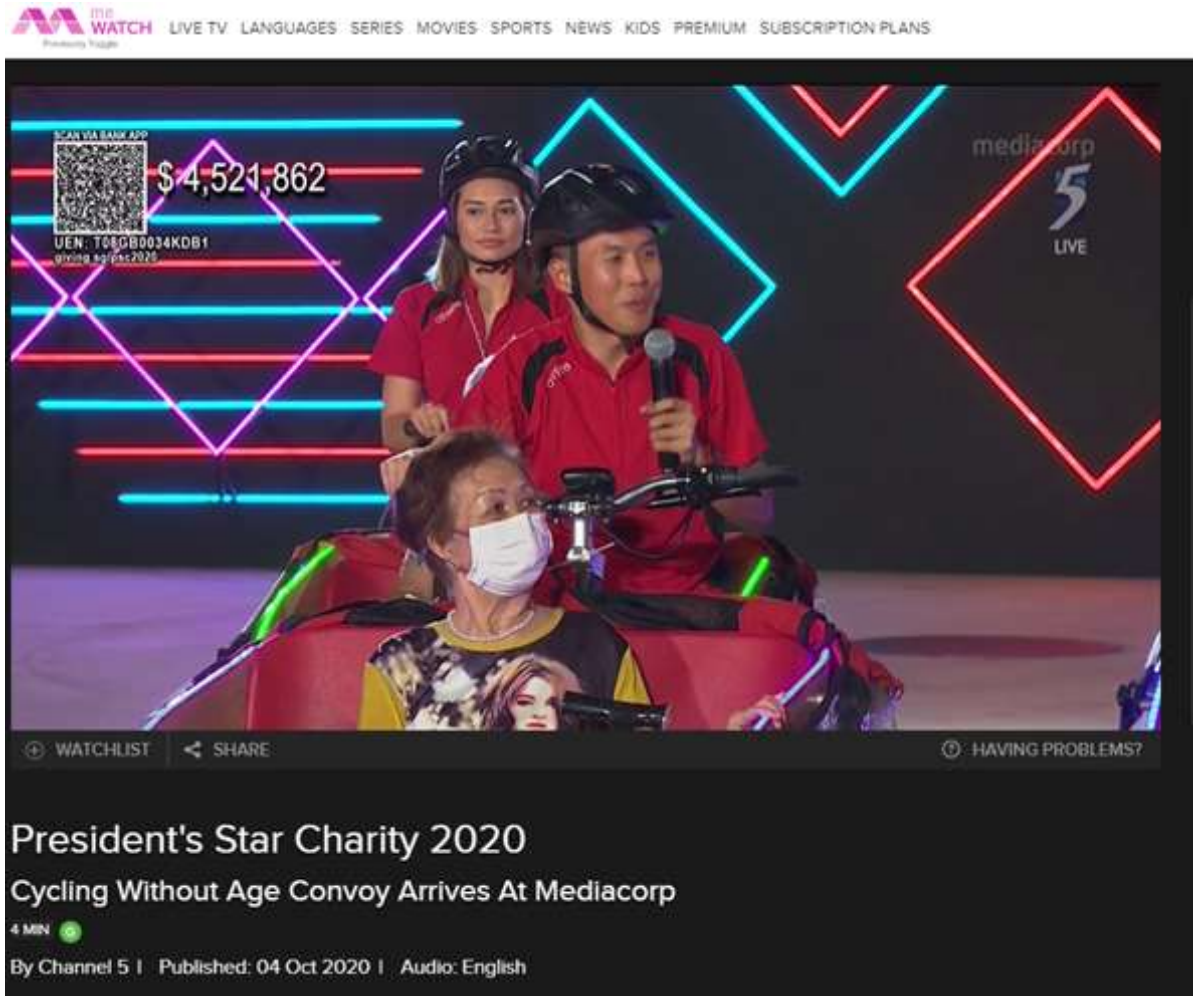 me
WATCH
Previously Toggle
LIVE TV LANGUAGES SERIES MOVIES SPORTS NEWS KIDS PREMIUM SUBSCRIPTION PLANS
SCAN VIA BANK APP
$ 4,521,862
UEN: T08GB0034KDB1
giving.sg/psc2020
mediacorp
5
LIVE
WATCHLIST
SHARE
HAVING PROBLEMS?
President's Star Charity 2020
Cycling Without Age Convoy Arrives At Mediacorp
4 MIN G
By Channel 5 | Published: 04 Oct 2020 | Audio: English